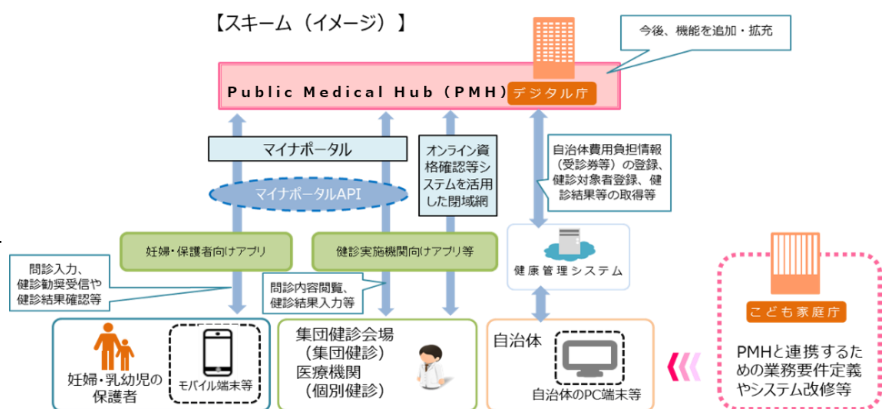 【スキーム（イメージ）】
今後、機能を追加・拡充
Public Medical Hub（PMH）
デジタル庁
マイナポータル
オンライン資
格確認等シ
ステムを活用
した閉域網
自治体費用負担情報
（受診券等）の登録、
健診対象者登録、健
診結果等の取得等
マイナポータルAPI
妊婦・保護者向けアプリ
健診実施機関向けアプリ等
健康管理システム
問診入力、
健診勧奨受信や
健診結果確認等
問診内容閲覧、
健診結果入力等
こども家庭庁
妊婦・乳幼児の
保護者
モバイル端末等
集団健診会場
（集団健診）
医療機関
（個別健診）
自治体
自治体のPC端末等
PMHと連携するた
めの業務要件定義
やシステム改修等